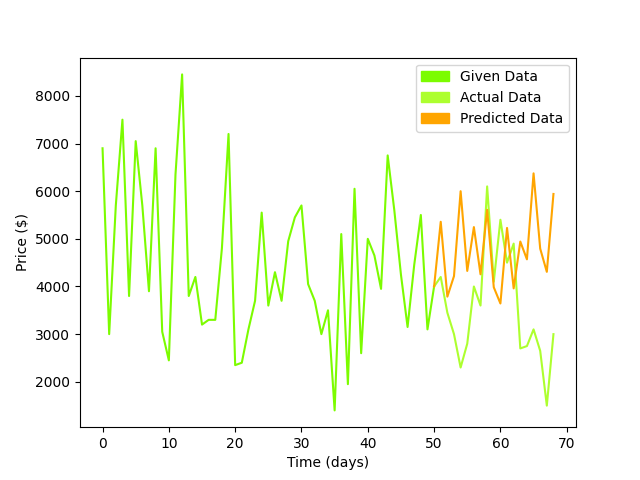 Given Data
Actual Data
Predicted Data
8000
7000
6000
5000
4000
3000
2000
Price ($)
0 10 20 30 40 50 60 70
Time (days)